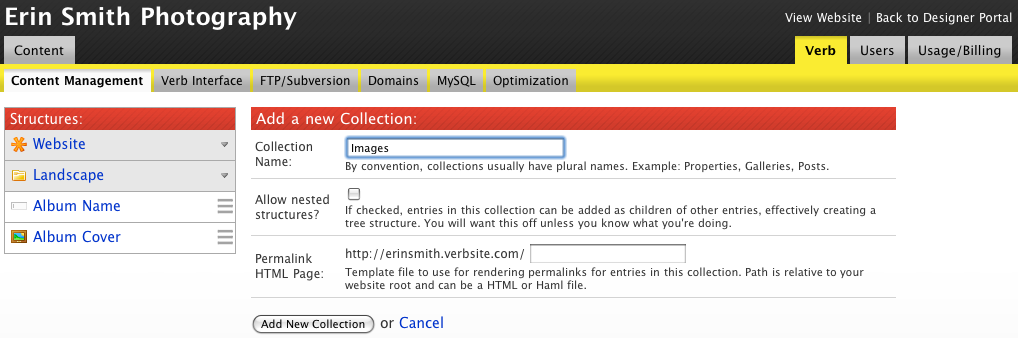 Erin Smith Photography
View Website | Back to Designer Portal
Content
Verb
Users
Usage/Billing
Content Management
Verb Interface
FTP/Subversion
Domains
MySQL
Optimization
Structures:
Website
Landscape
Album Name
Album Cover
Add a new Collection:
Collection
Name:
Images
By convention, collections usually have plural names. Example: Properties, Galleries, Posts.
Allow nested
structures?
If checked, entries in this collection can be added as children of other entries, effectively creating a
tree structure. You will want this off unless you know what you're doing.
Permalink
HTML Page:
http://erinsmith.verbsite.com/
Template file to use for rendering permalinks for entries in this collection. Path is relative to your
website root and can be a HTML or Haml file.
Add New Collection or Cancel